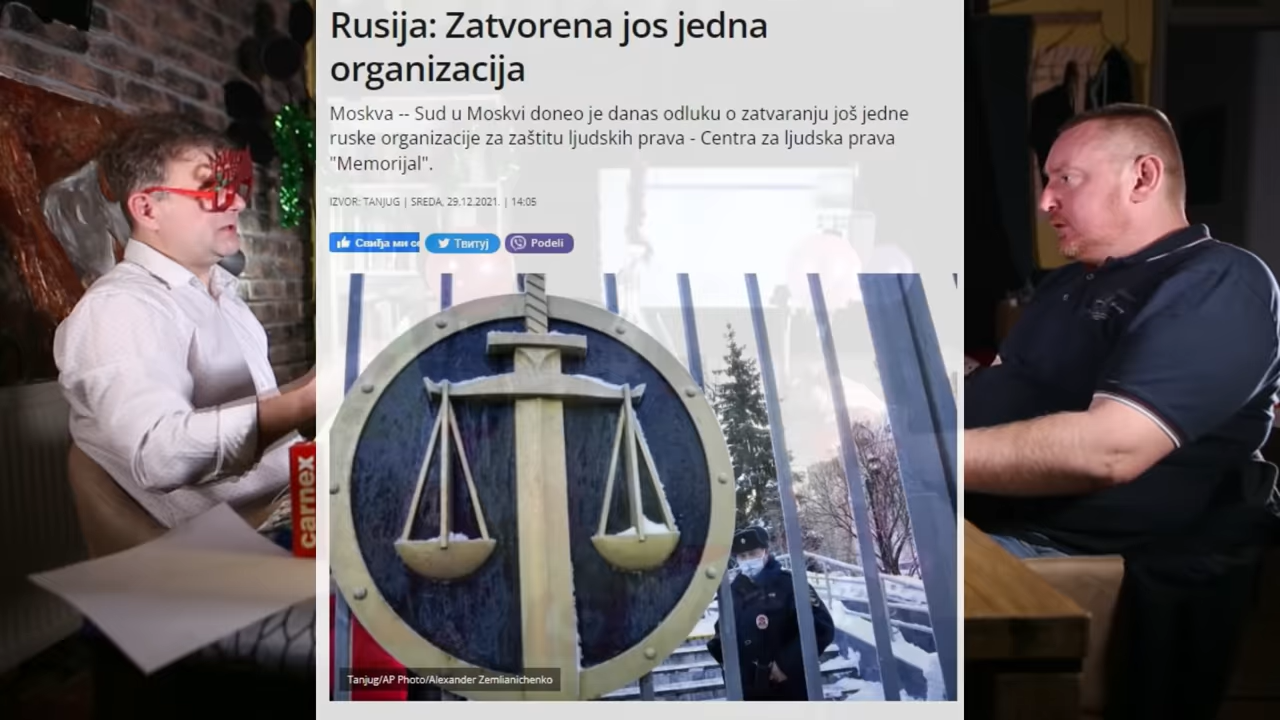 Rusija: Zatvorena jos jedna
organizacija
Moskva -- Sud u Moskvi doneo je danas odluku o zatvaranju još jedne
ruske organizacije za zaštitu ljudskih prava - Centra za ljudska prava
"Memorijal".
IZVOR: TANJUG | SREDA, 29.12.2021. | 14:05
Свиђа ми се
Твитуј
Podeli
carnex
Tanjug/AP Photo/Alexander Zemlianichenko